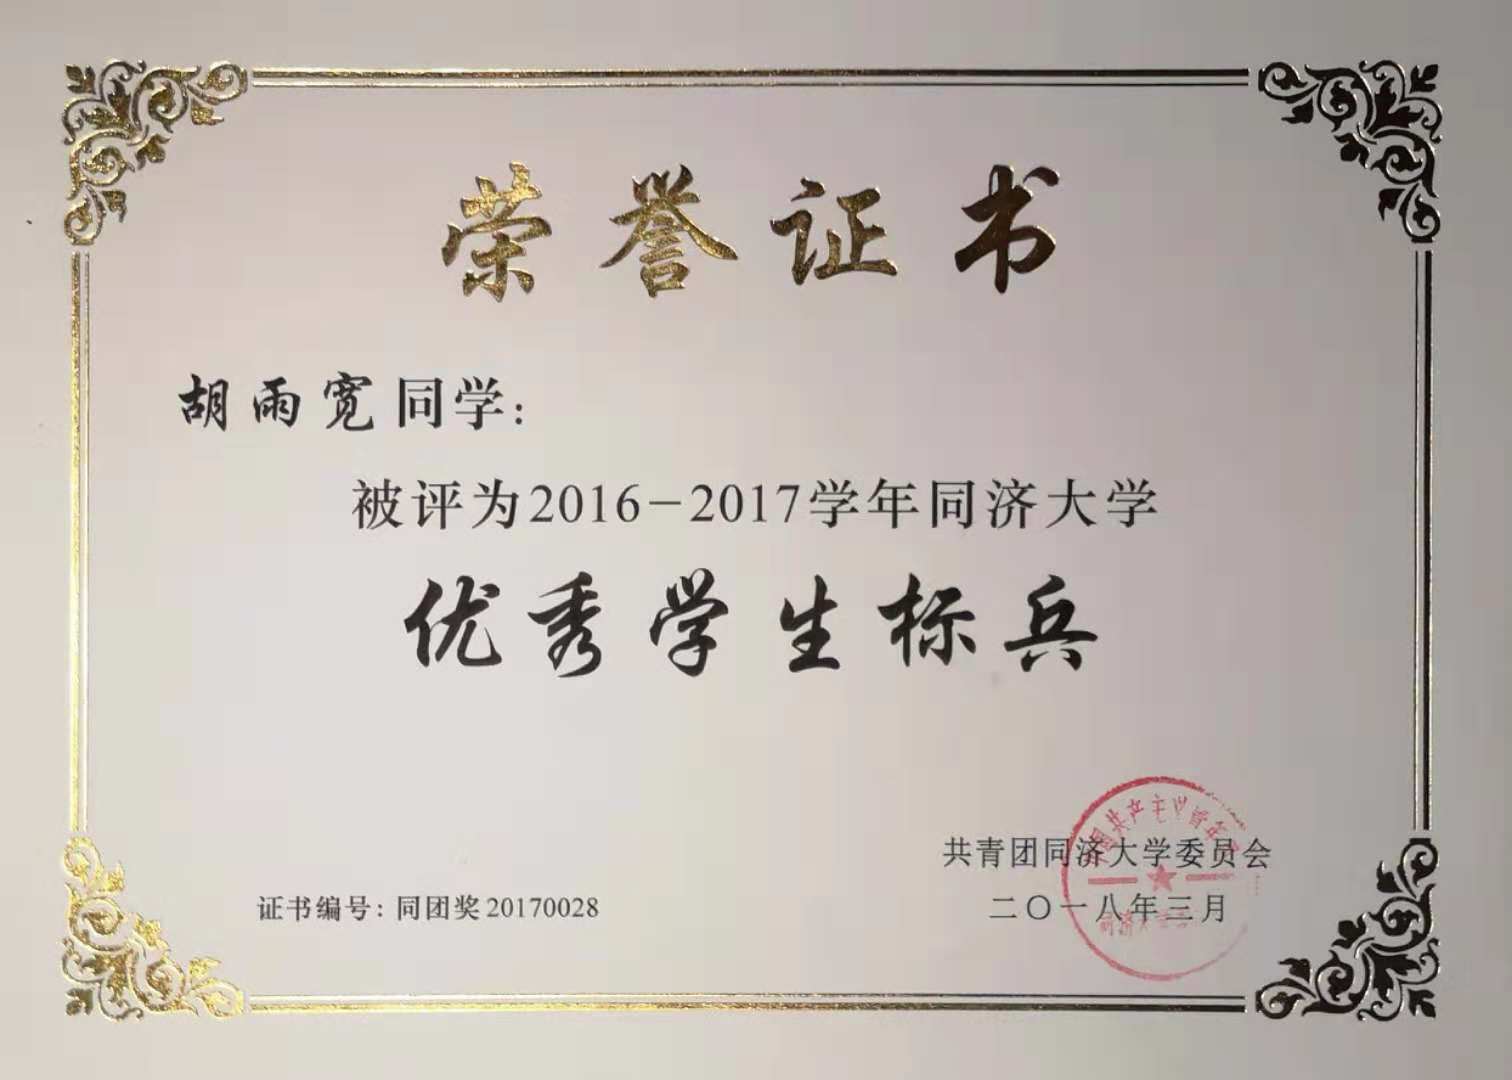 荣誉证书
胡雨宽同学：
被评为2016-2017学年同济大学
优秀学生标兵
共青团同济大学委员会
证书编号：同团奖20170028
二〇一八年三月